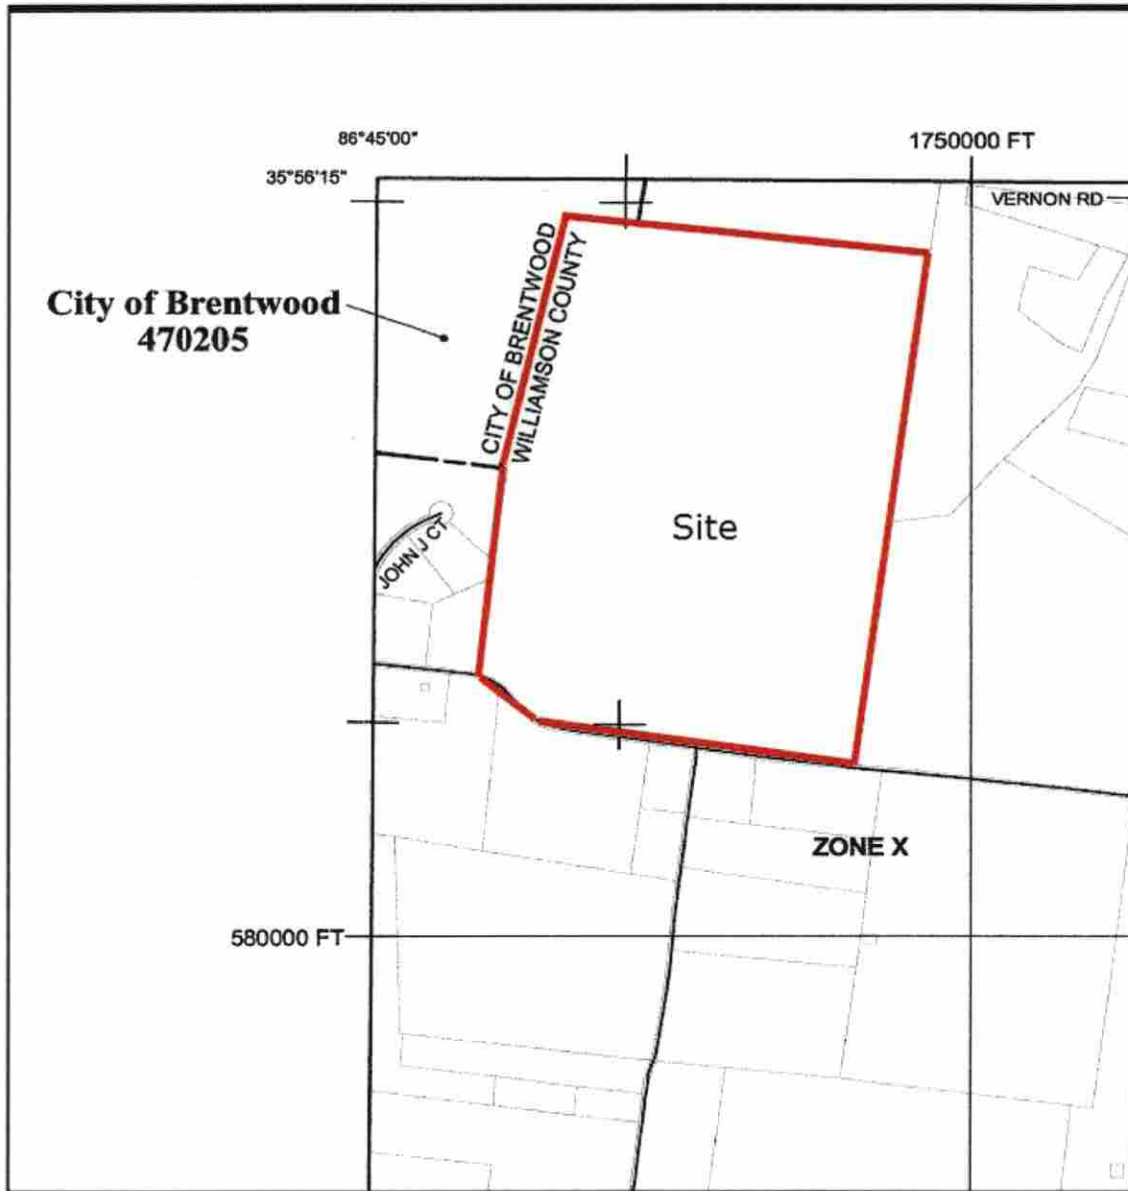 86°45'00"
1750000 FT
35°56'15"
VERNON RD
City of Brentwood
470205
CITY OF BRENTWOOD
WILLIAMSON COUNTY
Site
JOHN J CT
ZONE X
580000 FT